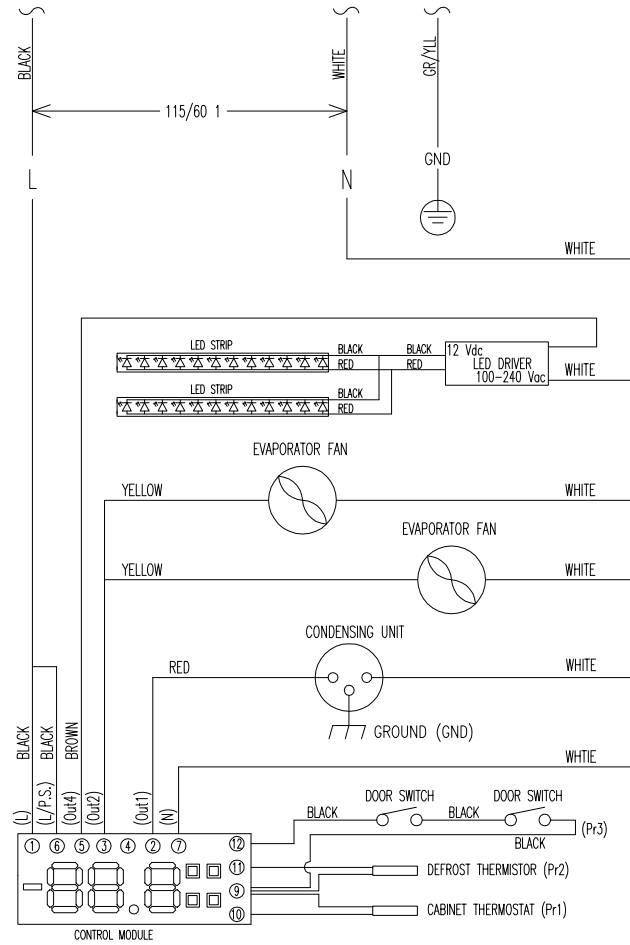 BLACK
WHITE
GR/YLL
115/60 1
GND
L
N
WHITE
LED STRIP
BLACK
BLACK
12 Vdc
RED
RED
LED DRIVER
100-240 Vac
WHITE
LED STRIP
BLACK
RED
EVAPORATOR FAN
YELLOW
WHITE
EVAPORATOR FAN
YELLOW
WHITE
CONDENSING UNIT
RED
WHITE
GROUND (GND)
BLACK
BLACK
BROWN
WHTIE
(L)
(L/P.S.)
(Out4)
(Out2)
(Out1)
(N)
BLACK
DOOR SWITCH
BLACK
DOOR SWITCH
(Pr3)
BLACK
1 6 5 3 4 2 7
12
11
9
10
DEFROST THERMISTOR (Pr2)
CABINET THERMOSTAT (Pr1)
CONTROL MODULE